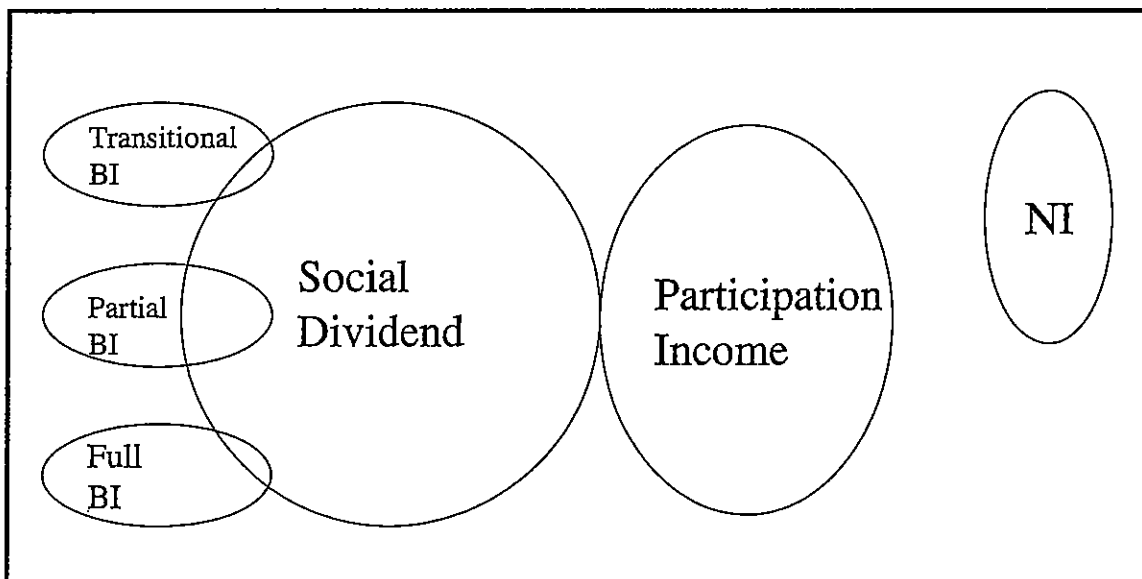 Transitional
BI
Partial
BI
Full
BI
Social
Dividend
Participation
Income
NI